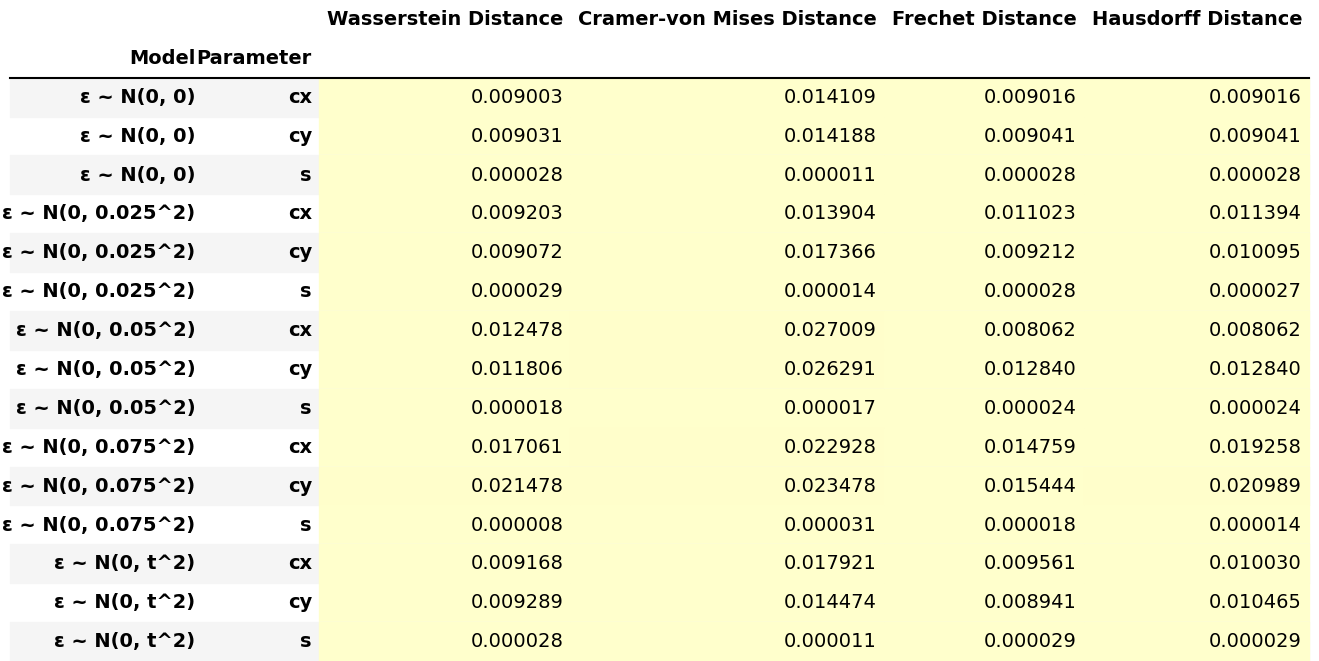 Wasserstein Distance Cramer-von Mises Distance Frechet Distance Hausdorff Distance
Model Parameter
ε ~ N(0, 0) cx 0.009003 0.014109 0.009016 0.009016
ε ~ N(0, 0) cy 0.009031 0.014188 0.009041 0.009041
ε ~ N(0, 0) s 0.000028 0.000011 0.000028 0.000028
ε ~ N(0, 0.025^2) cx 0.009203 0.013904 0.011023 0.011394
ε ~ N(0, 0.025^2) cy 0.009072 0.017366 0.009212 0.010095
ε ~ N(0, 0.025^2) s 0.000029 0.000014 0.000028 0.000027
ε ~ N(0, 0.05^2) cx 0.012478 0.027009 0.008062 0.008062
ε ~ N(0, 0.05^2) cy 0.011806 0.026291 0.012840 0.012840
ε ~ N(0, 0.05^2) s 0.000018 0.000017 0.000024 0.000024
ε ~ N(0, 0.075^2) cx 0.017061 0.022928 0.014759 0.019258
ε ~ N(0, 0.075^2) cy 0.021478 0.023478 0.015444 0.020989
ε ~ N(0, 0.075^2) s 0.000008 0.000031 0.000018 0.000014
ε ~ N(0, t^2) cx 0.009168 0.017921 0.009561 0.010030
ε ~ N(0, t^2) cy 0.009289 0.014474 0.008941 0.010465
ε ~ N(0, t^2) s 0.000028 0.000011 0.000029 0.000029